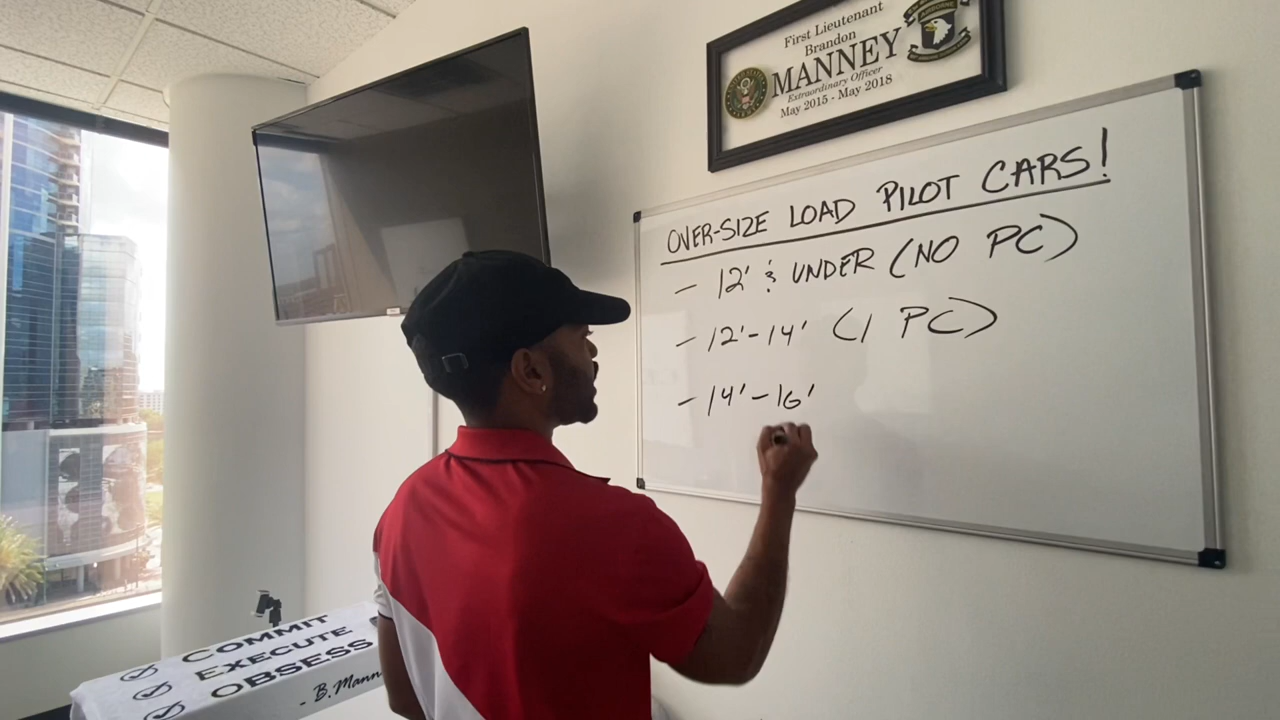 First Lieutenant
Brandon
MANNEY
Extraordinary Officer
May 2015 - May 2018
AIRBORNE
OVER-SIZE LOAD PILOT CARS!
- 12' & UNDER (NO PC)
- 12'-14' (1 PC)
- 14'-16'
COMMIT
EXECUTE
OBSESS
- B. Mann